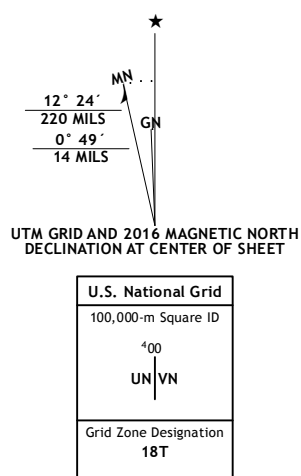 ★
MN
12° 24´
220 MILS
GN
0° 49´
14 MILS
UTM GRID AND 2016 MAGNETIC NORTH
DECLINATION AT CENTER OF SHEET
U.S. National Grid
100,000-m Square ID
⁴00
UN VN
Grid Zone Designation
18T